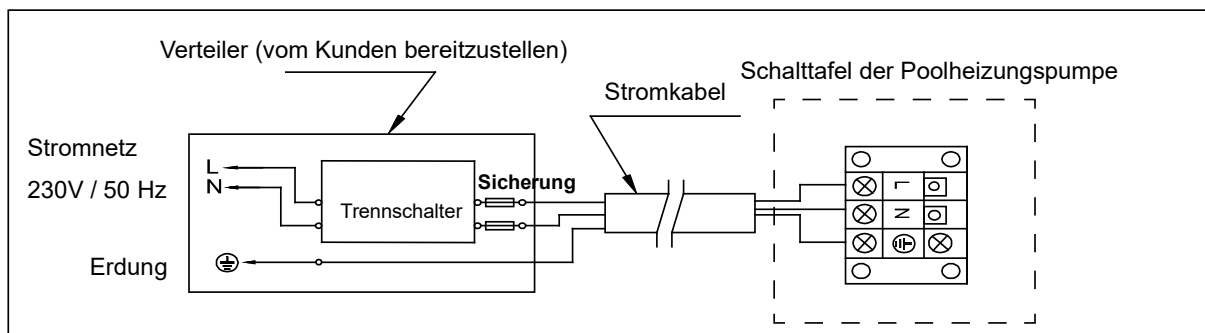 Verteiler (vom Kunden bereitzustellen)
Schalttafel der Poolheizungspumpe
Stromkabel
Stromnetz
230V / 50 Hz
L
N
Sicherung
Trennschalter
Erdung
L
N